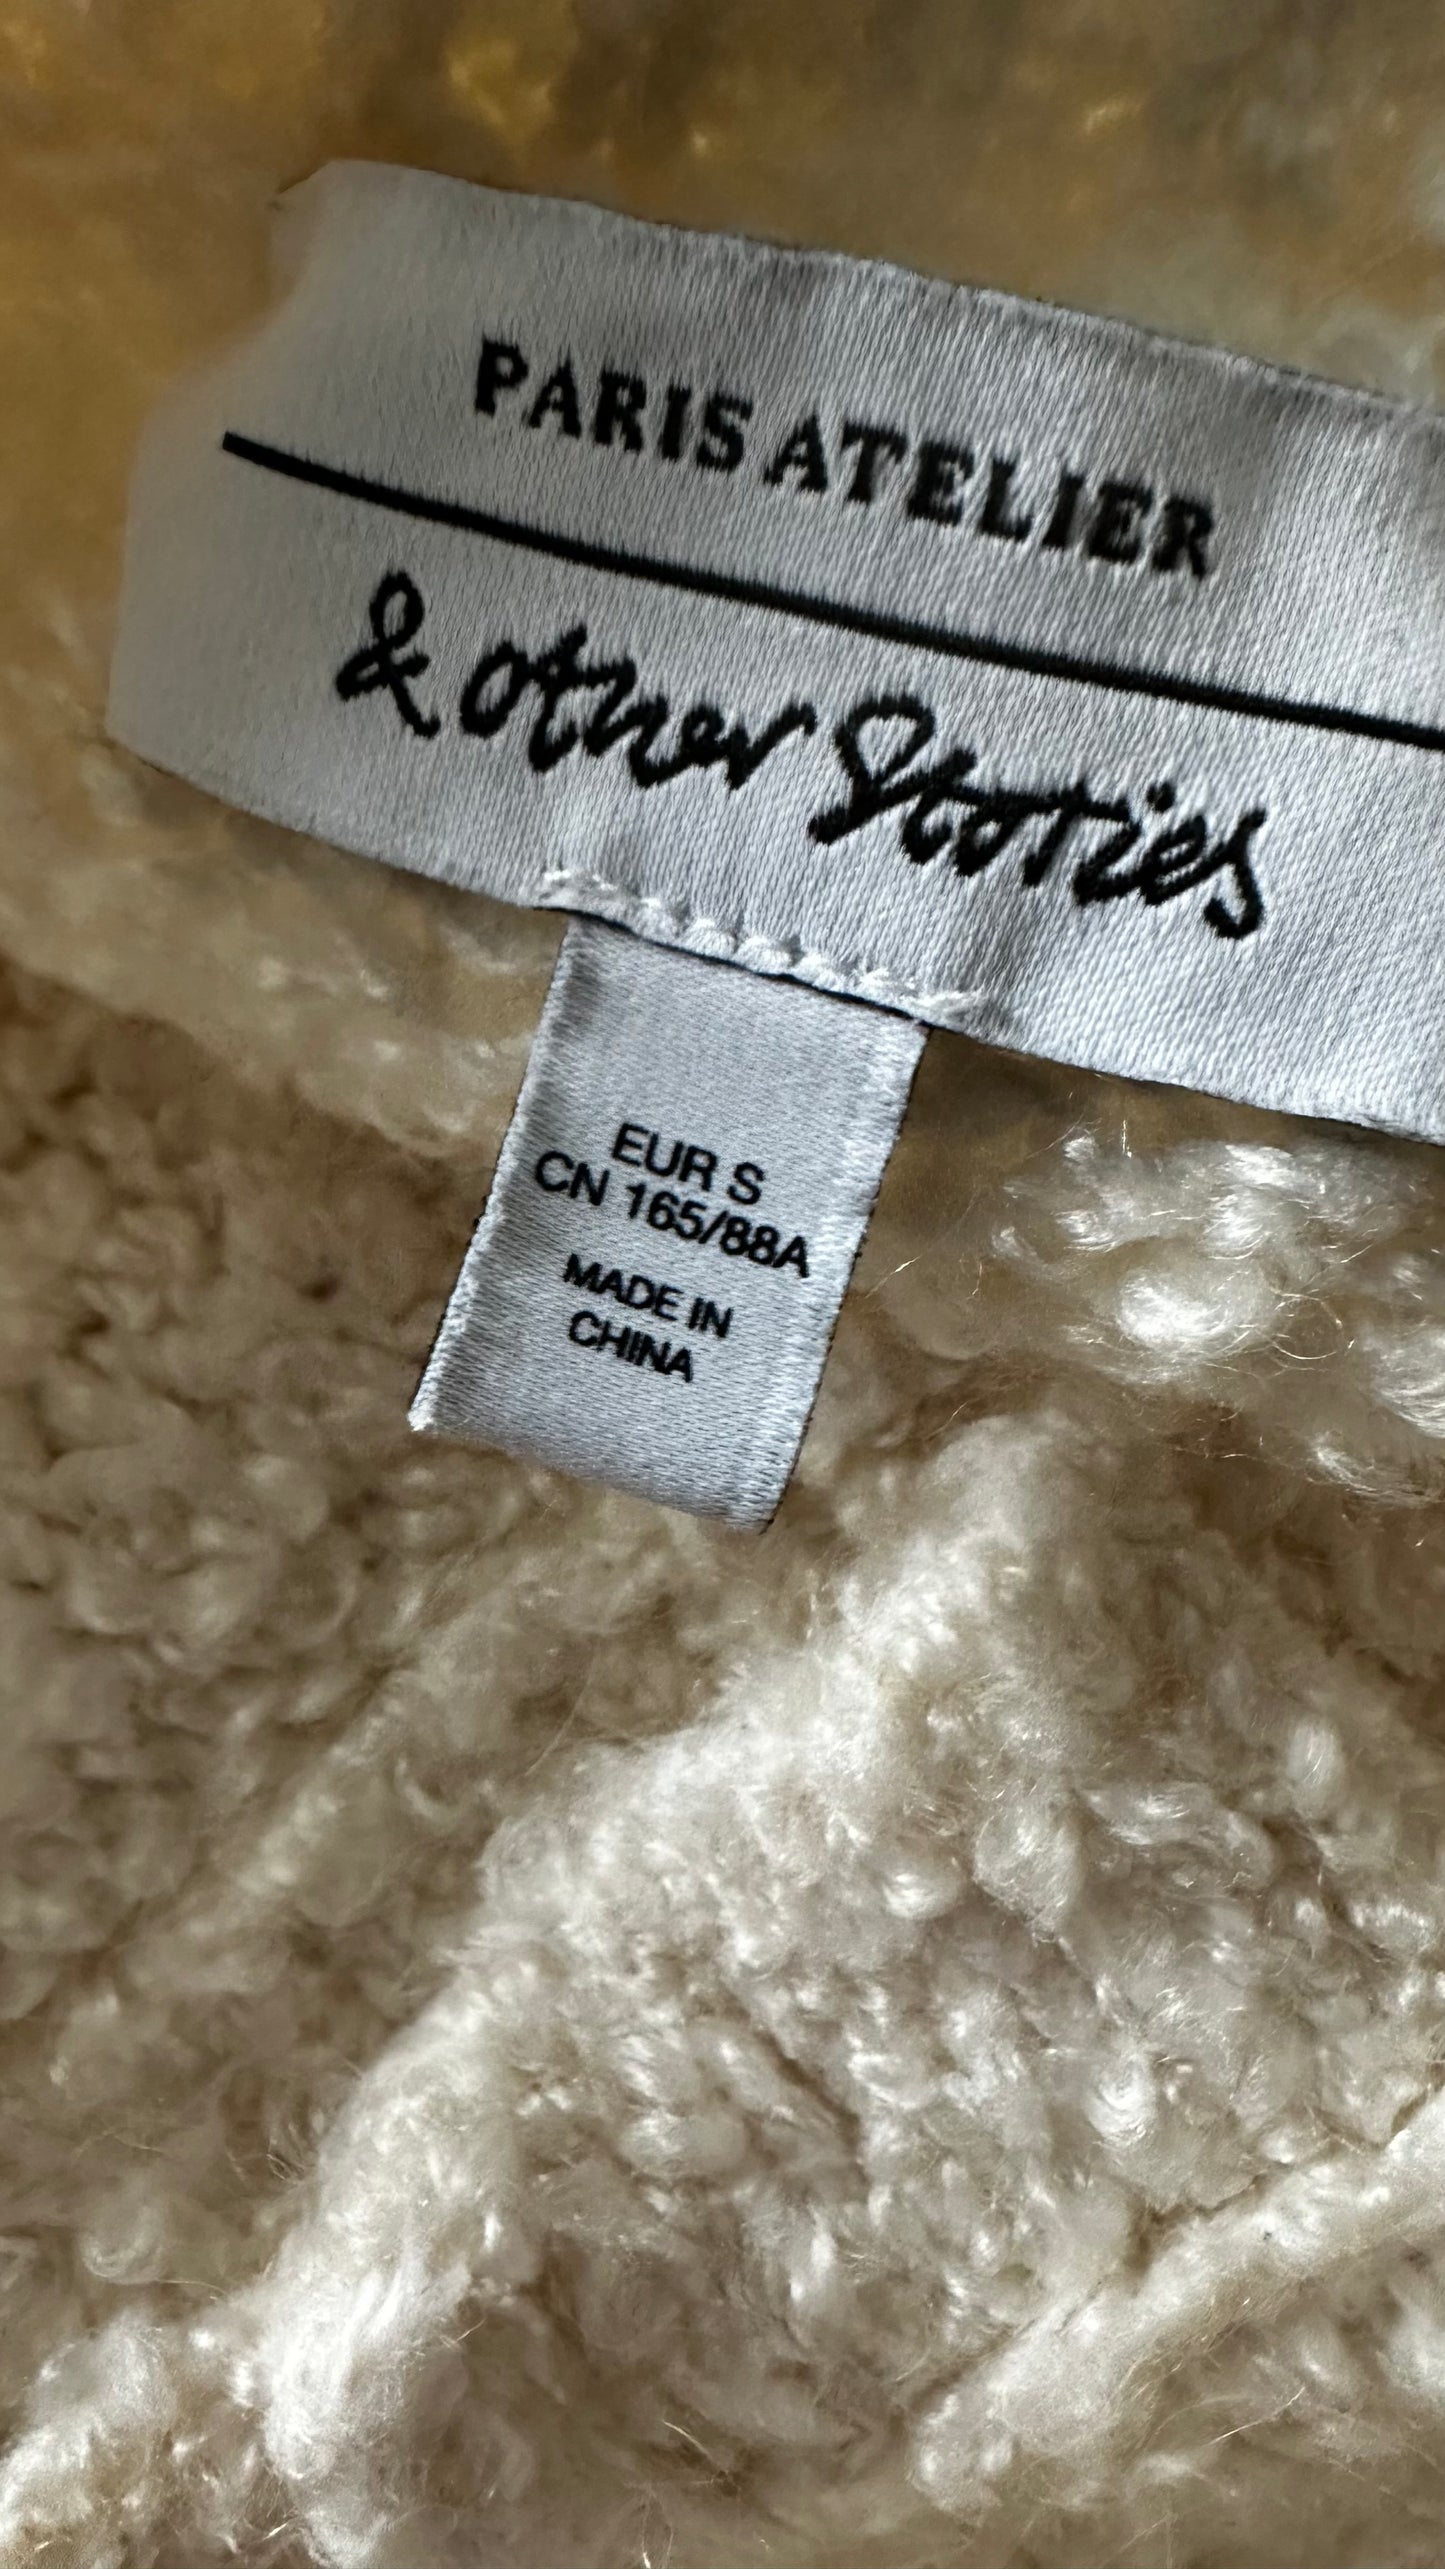 PARIS ATELIER
& other Stories
EUR S
CN 165/88A
MADE IN
CHINA